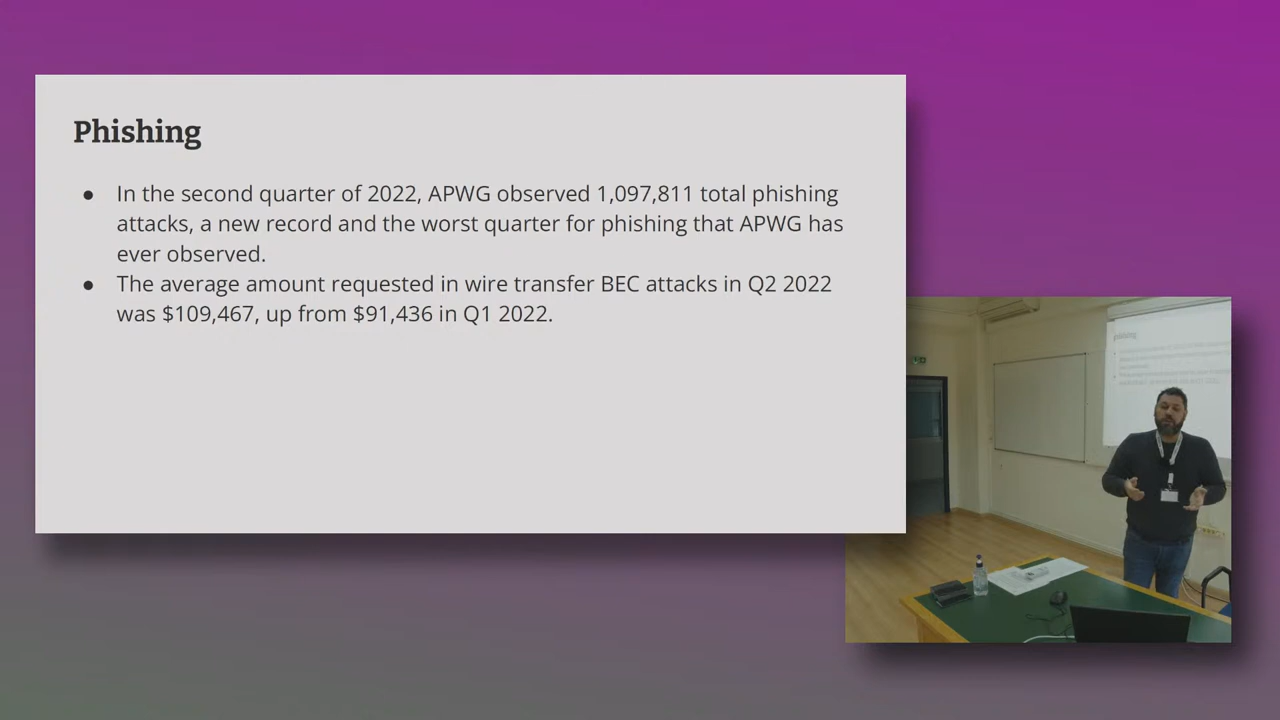 Phishing
● In the second quarter of 2022, APWG observed 1,097,811 total phishing
attacks, a new record and the worst quarter for phishing that APWG has
ever observed.
● The average amount requested in wire transfer BEC attacks in Q2 2022
was $109,467, up from $91,436 in Q1 2022.
Phishing